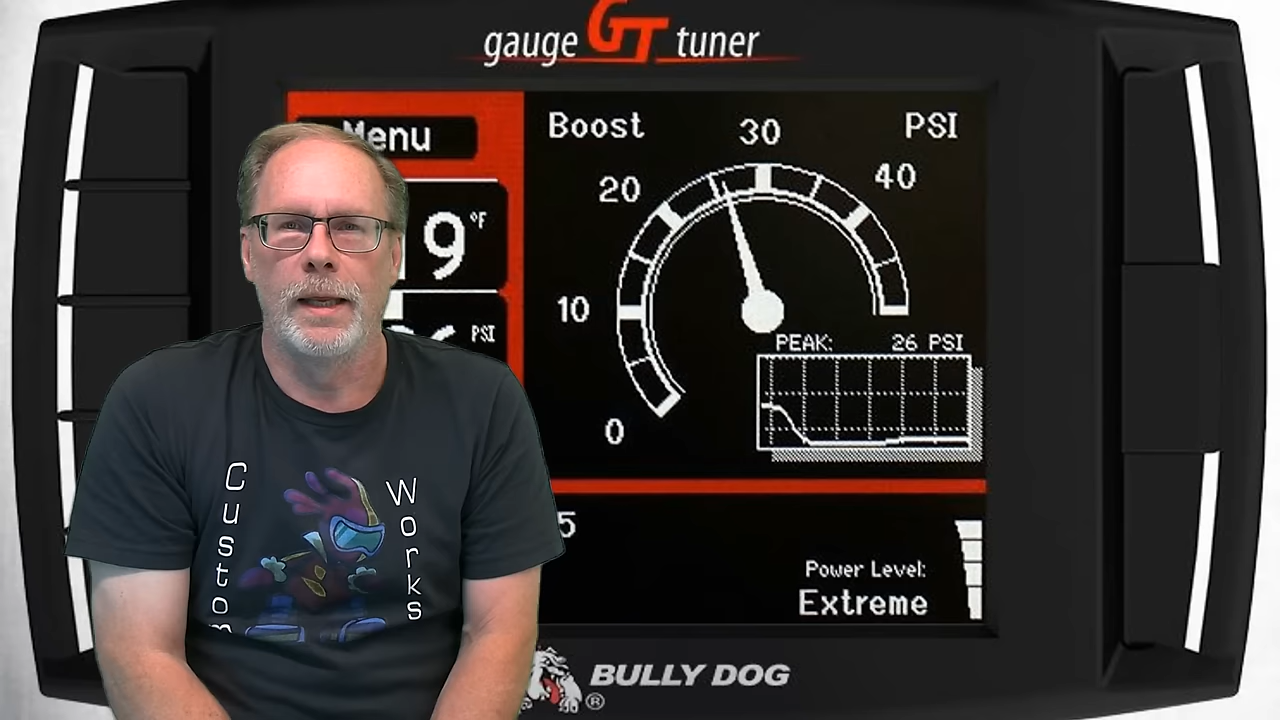 gauge GT tuner
Menu
9 °F
PSI
Boost
PSI
0
10
20
30
40
PEAK: 26 PSI
5
Power Level:
Extreme
Custom
Works
BULLY DOG
®